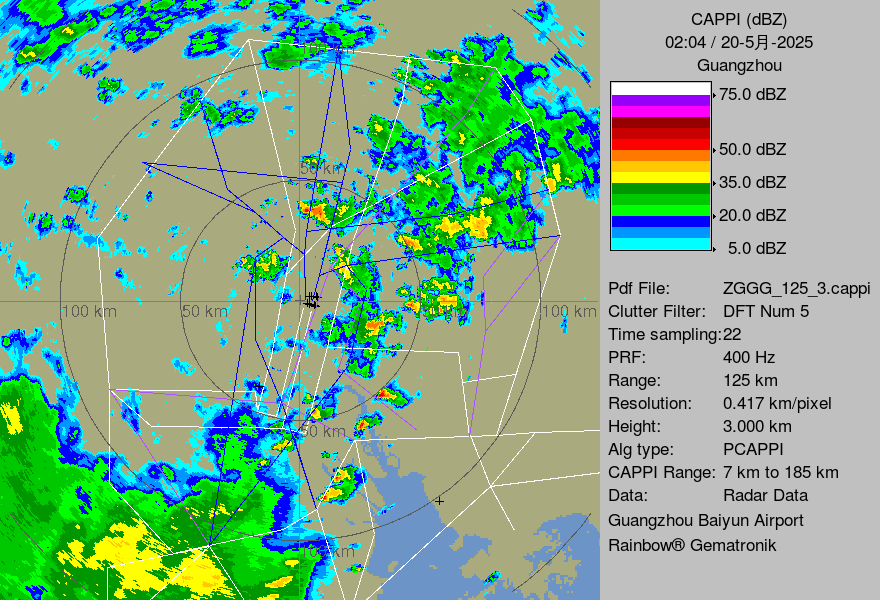 CAPPI (dBZ)
02:04 / 20-5月-2025
Guangzhou
75.0 dBZ
50.0 dBZ
35.0 dBZ
20.0 dBZ
5.0 dBZ
Pdf File: ZGGG_125_3.cappi
Clutter Filter: DFT Num 5
Time sampling:22
PRF: 400 Hz
Range: 125 km
Resolution: 0.417 km/pixel
Height: 3.000 km
Alg type: PCAPPI
CAPPI Range: 7 km to 185 km
Data: Radar Data
Guangzhou Baiyun Airport
Rainbow® Gematronik
50 km
100 km
50 km
100 km
50 km
100 km